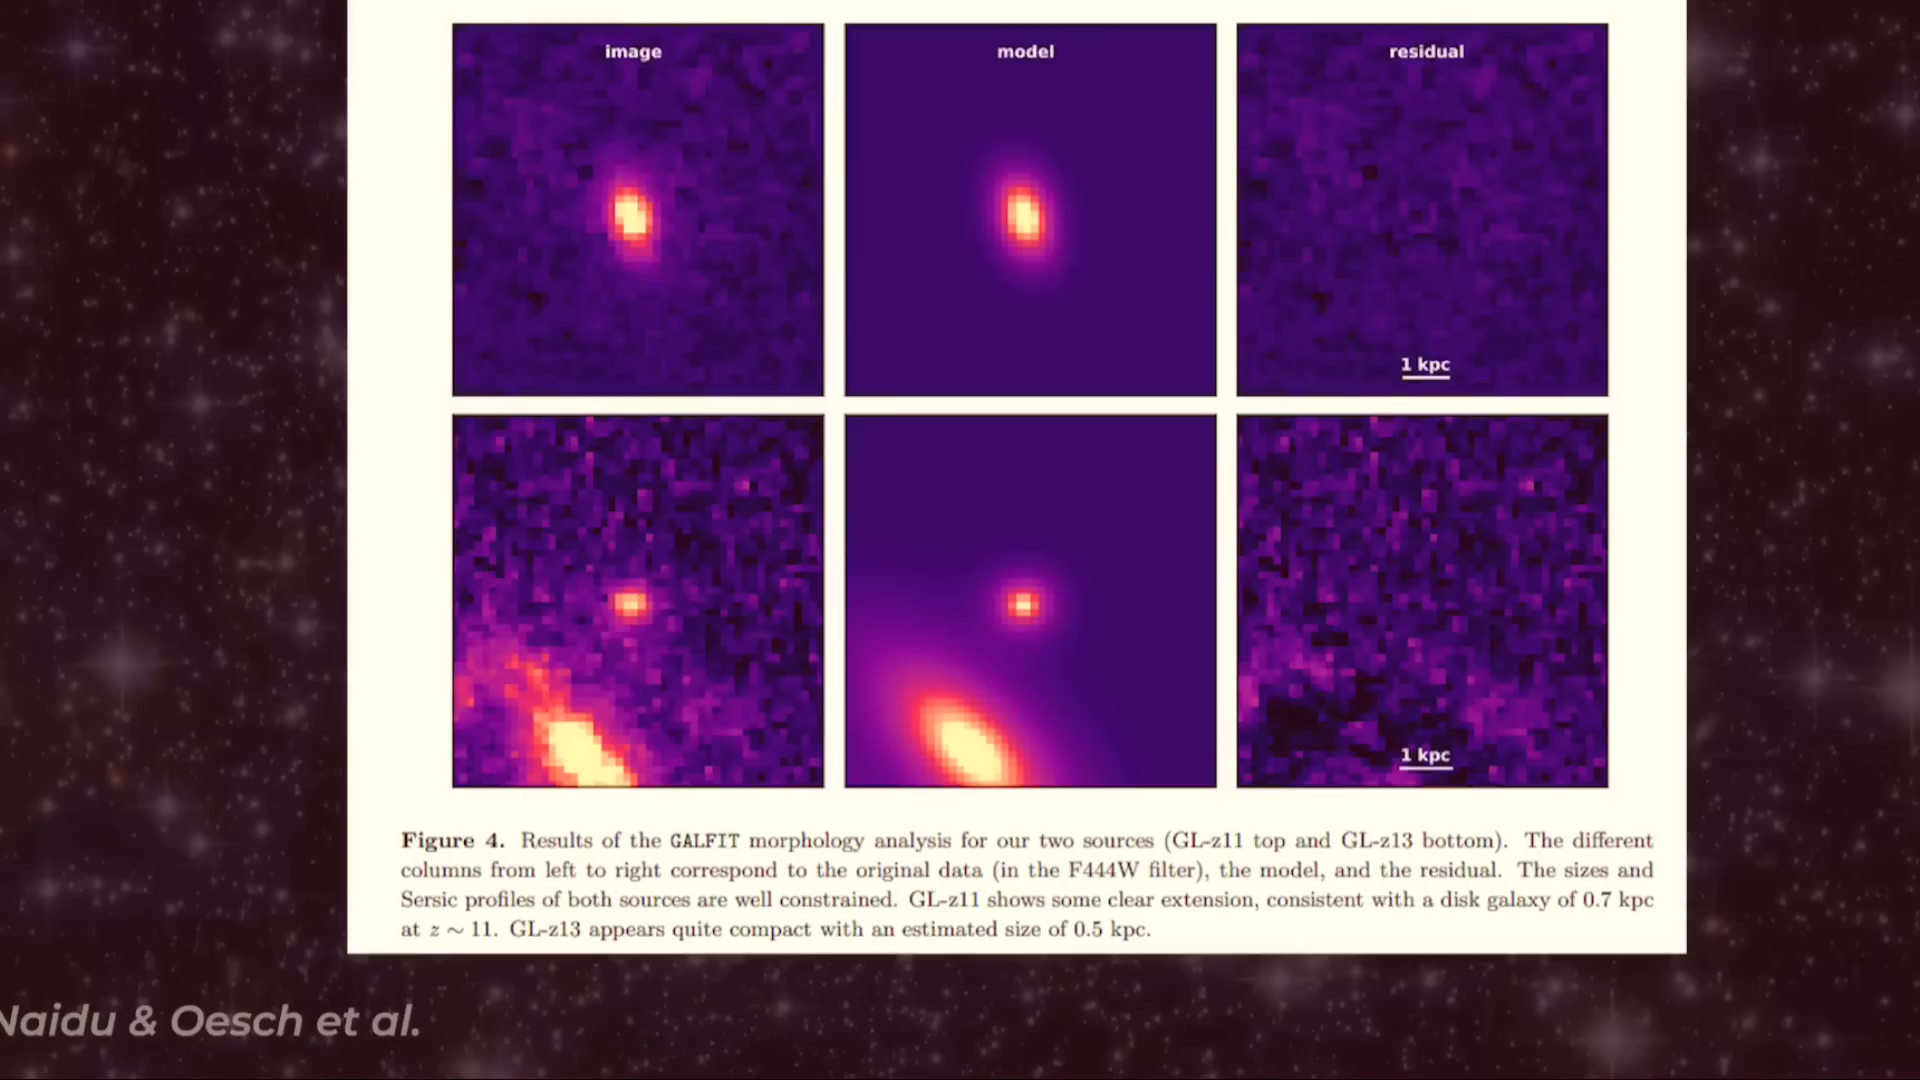 image
model
residual
1 kpc
1 kpc
Figure 4. Results of the GALFIT morphology analysis for our two sources (GL-z11 top and GL-z13 bottom). The different
columns from left to right correspond to the original data (in the F444W filter), the model, and the residual. The sizes and
Sersic profiles of both sources are well constrained. GL-z11 shows some clear extension, consistent with a disk galaxy of 0.7 kpc
at z ∼ 11. GL-z13 appears quite compact with an estimated size of 0.5 kpc.
Naidu & Oesch et al.